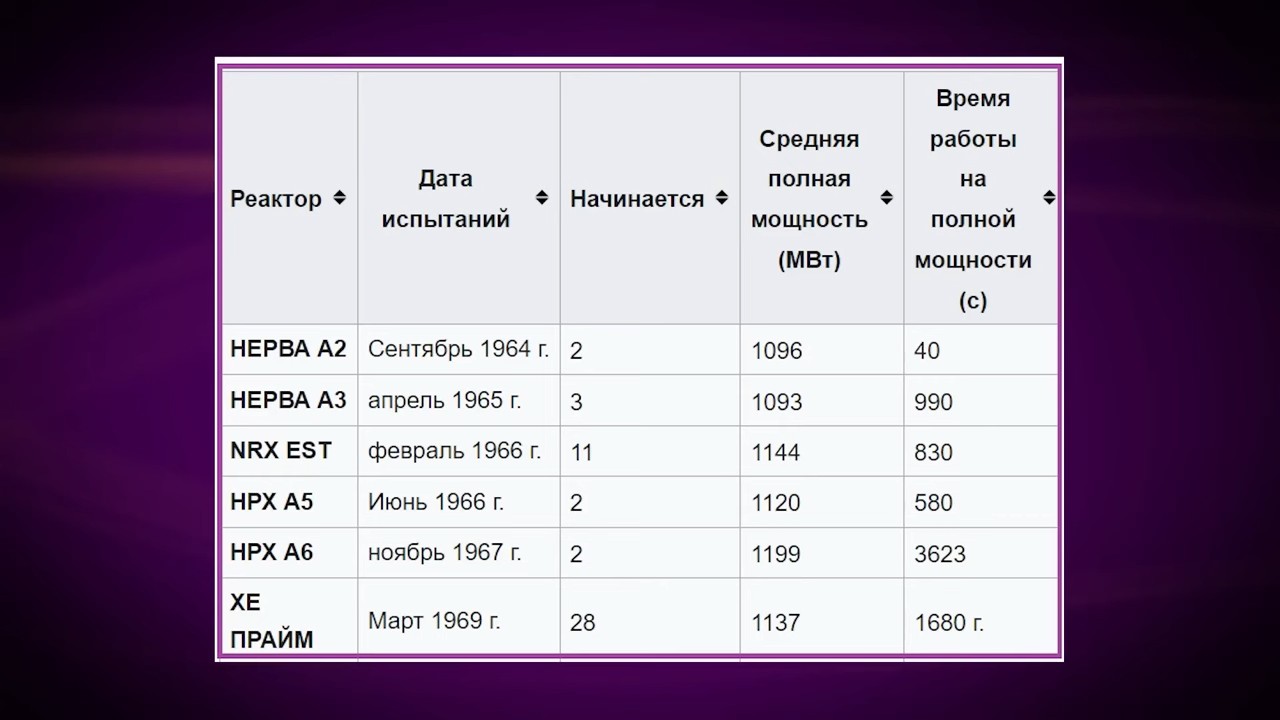 Реактор
Дата
испытаний
Начинается
Средняя
полная
мощность
(МВт)
Время
работы
на
полной
мощности
(с)
НЕРВА А2 Сентябрь 1964 г. 2 1096 40
НЕРВА А3 апрель 1965 г. 3 1093 990
NRX EST февраль 1966 г. 11 1144 830
НРХ А5 Июнь 1966 г. 2 1120 580
НРХ А6 ноябрь 1967 г. 2 1199 3623
ХЕ
ПРАЙМ Март 1969 г. 28 1137 1680 г.